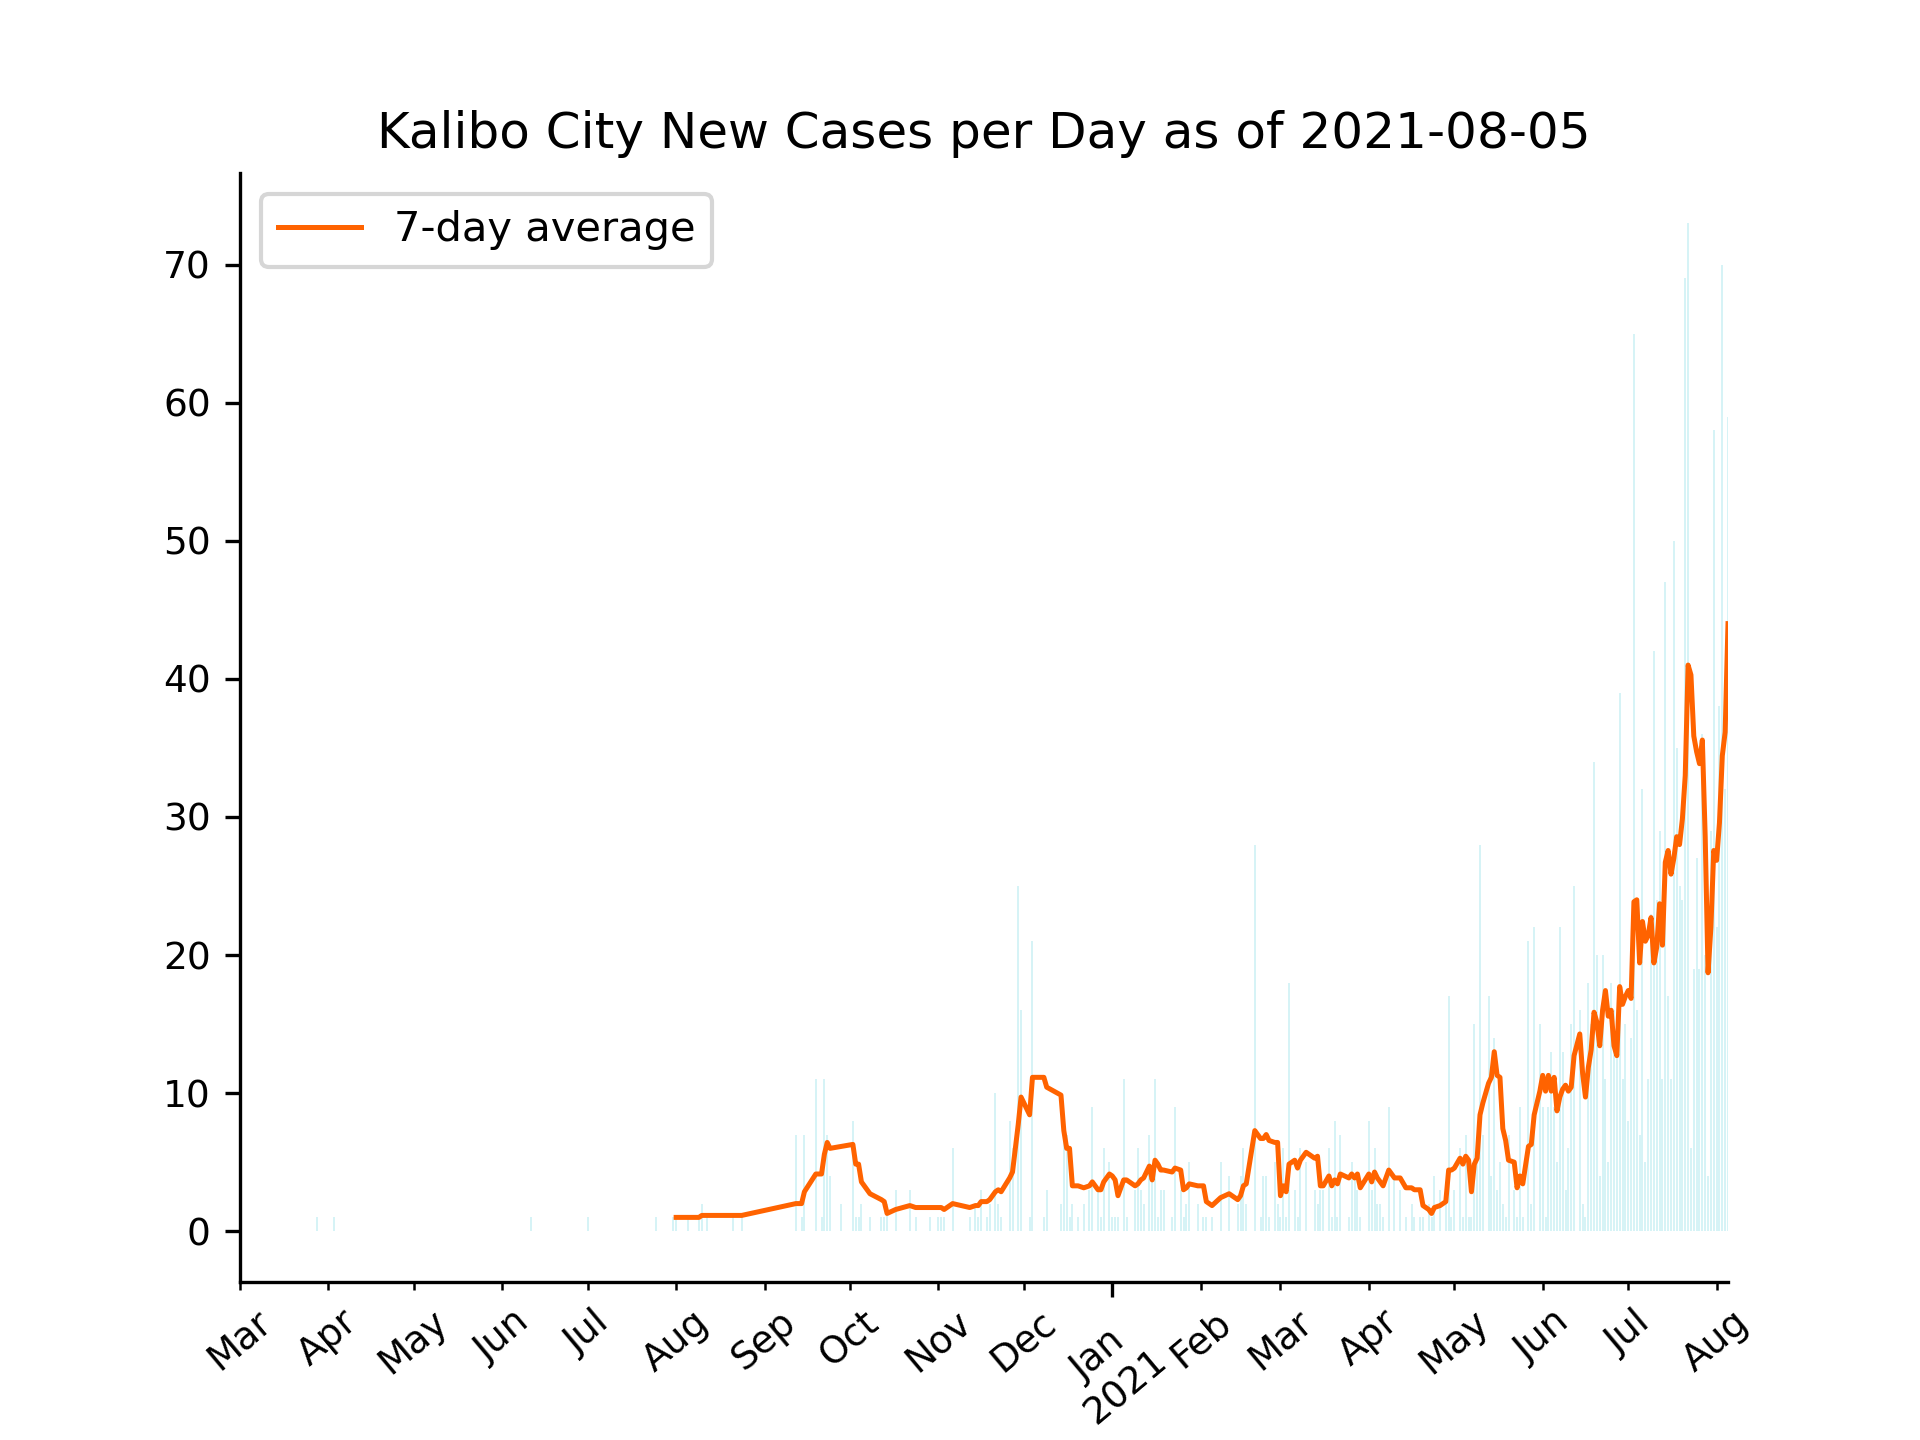 Kalibo City New Cases per Day as of 2021-08-05
7-day average
70
60
50
40
30
20
10
0
Mar
Apr
May
Jun
Jul
Aug
Sep
Oct
Nov
Dec
Jan
2021
Feb
Mar
Apr
May
Jun
Jul
Aug